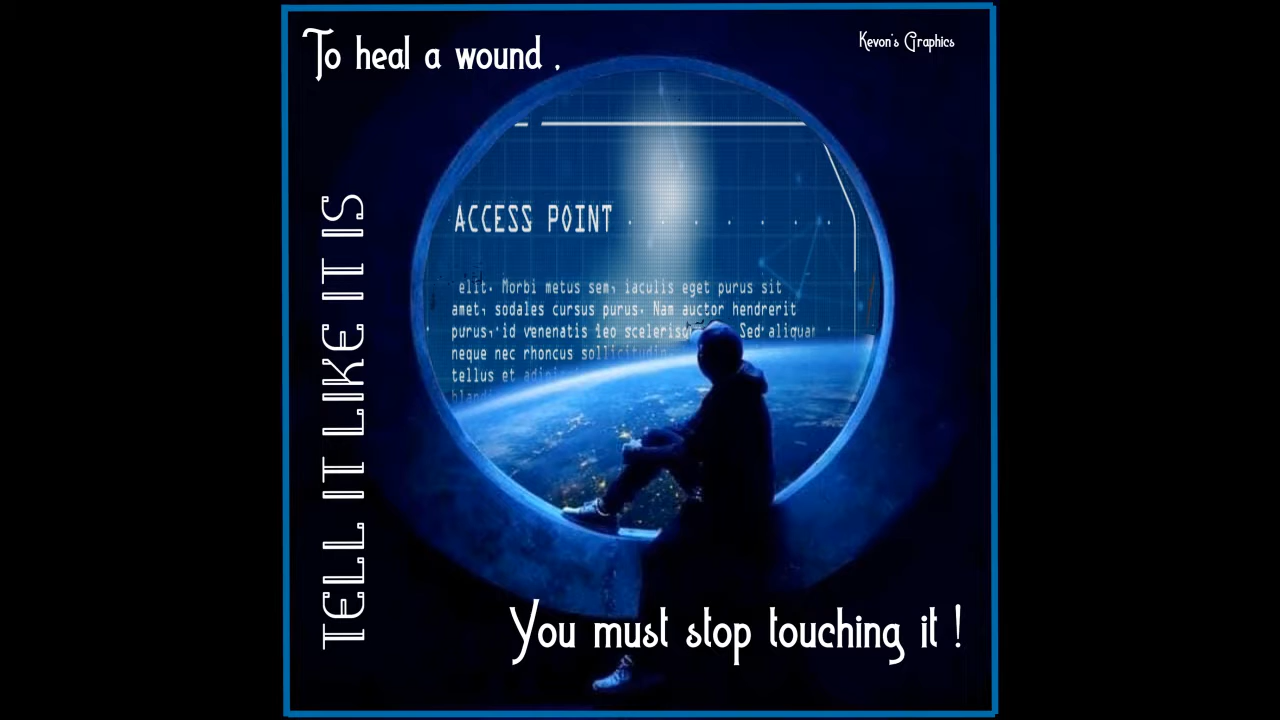 To heal a wound .
Kevon's Graphics
TELL IT LIKE IT IS
ACCESS POINT . . . . . . .
elit. Morbi metus sem, iaculis eget purus sit
amet, sodales cursus purus. Nam auctor hendrerit
purus, id venenatis leo Sed aliquam
neque nec rhoncus sollicitudin
tellus et
You must stop touching it !